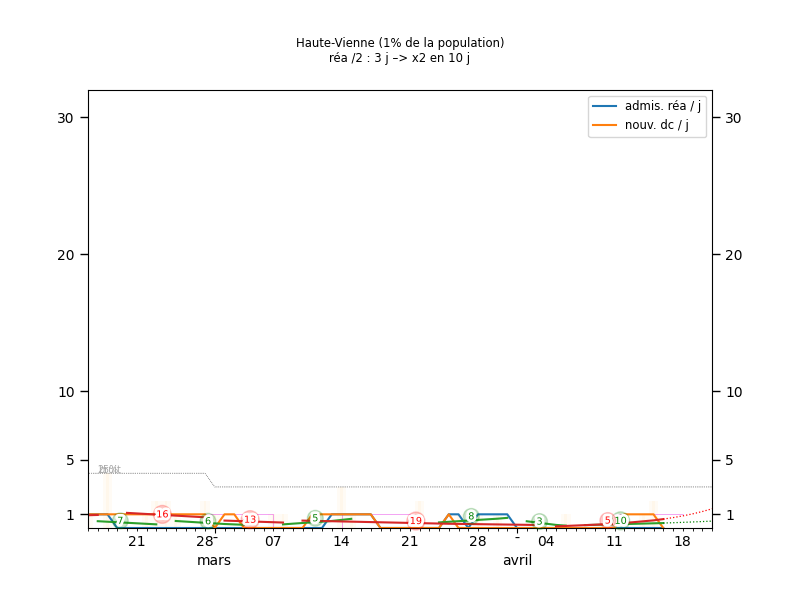 Haute-Vienne (1% de la population)
réa /2 : 3 j –> x2 en 10 j
admis. réa / j
nouv. dc / j
30 30
20 20
10 10
5 5
1 1
7 16 6 13 5 19 8 3 5 10
21 28 07 14 21 28 04 11 18
mars avril